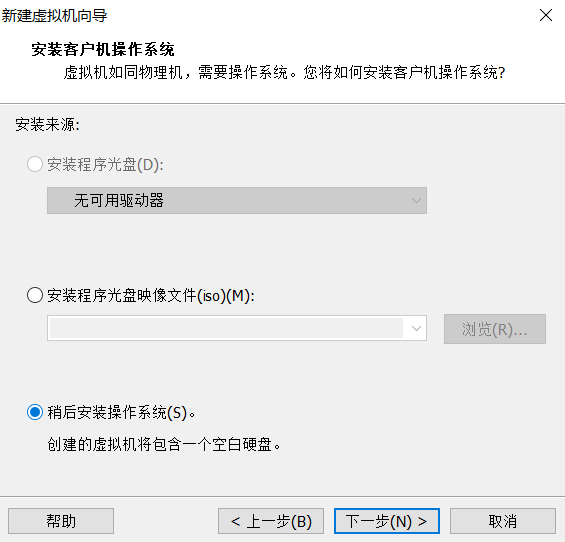 新建虚拟机向导
安装客户机操作系统
虚拟机如同物理机，需要操作系统。您将如何安装客户机操作系统?
安装来源:
安装程序光盘(D):
无可用驱动器
安装程序光盘映像文件(iso)(M):
浏览(R)...
稍后安装操作系统(S)。
创建的虚拟机将包含一个空白硬盘。
帮助
< 上一步(B)
下一步(N) >
取消